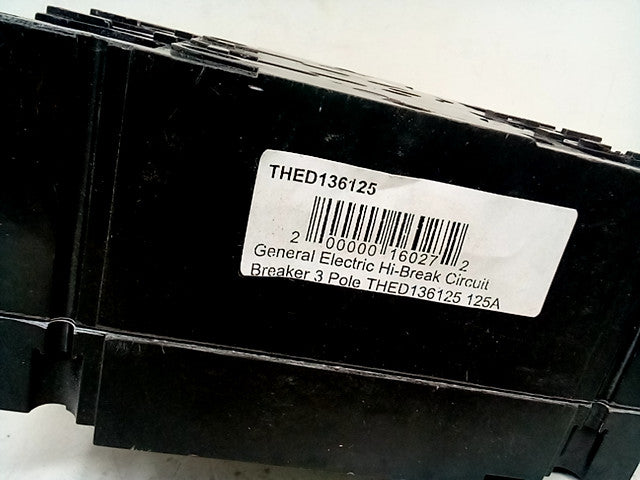 THED136125
2 00000 16027 2
General Electric Hi-Break Circuit
Breaker 3 Pole THED136125 125A